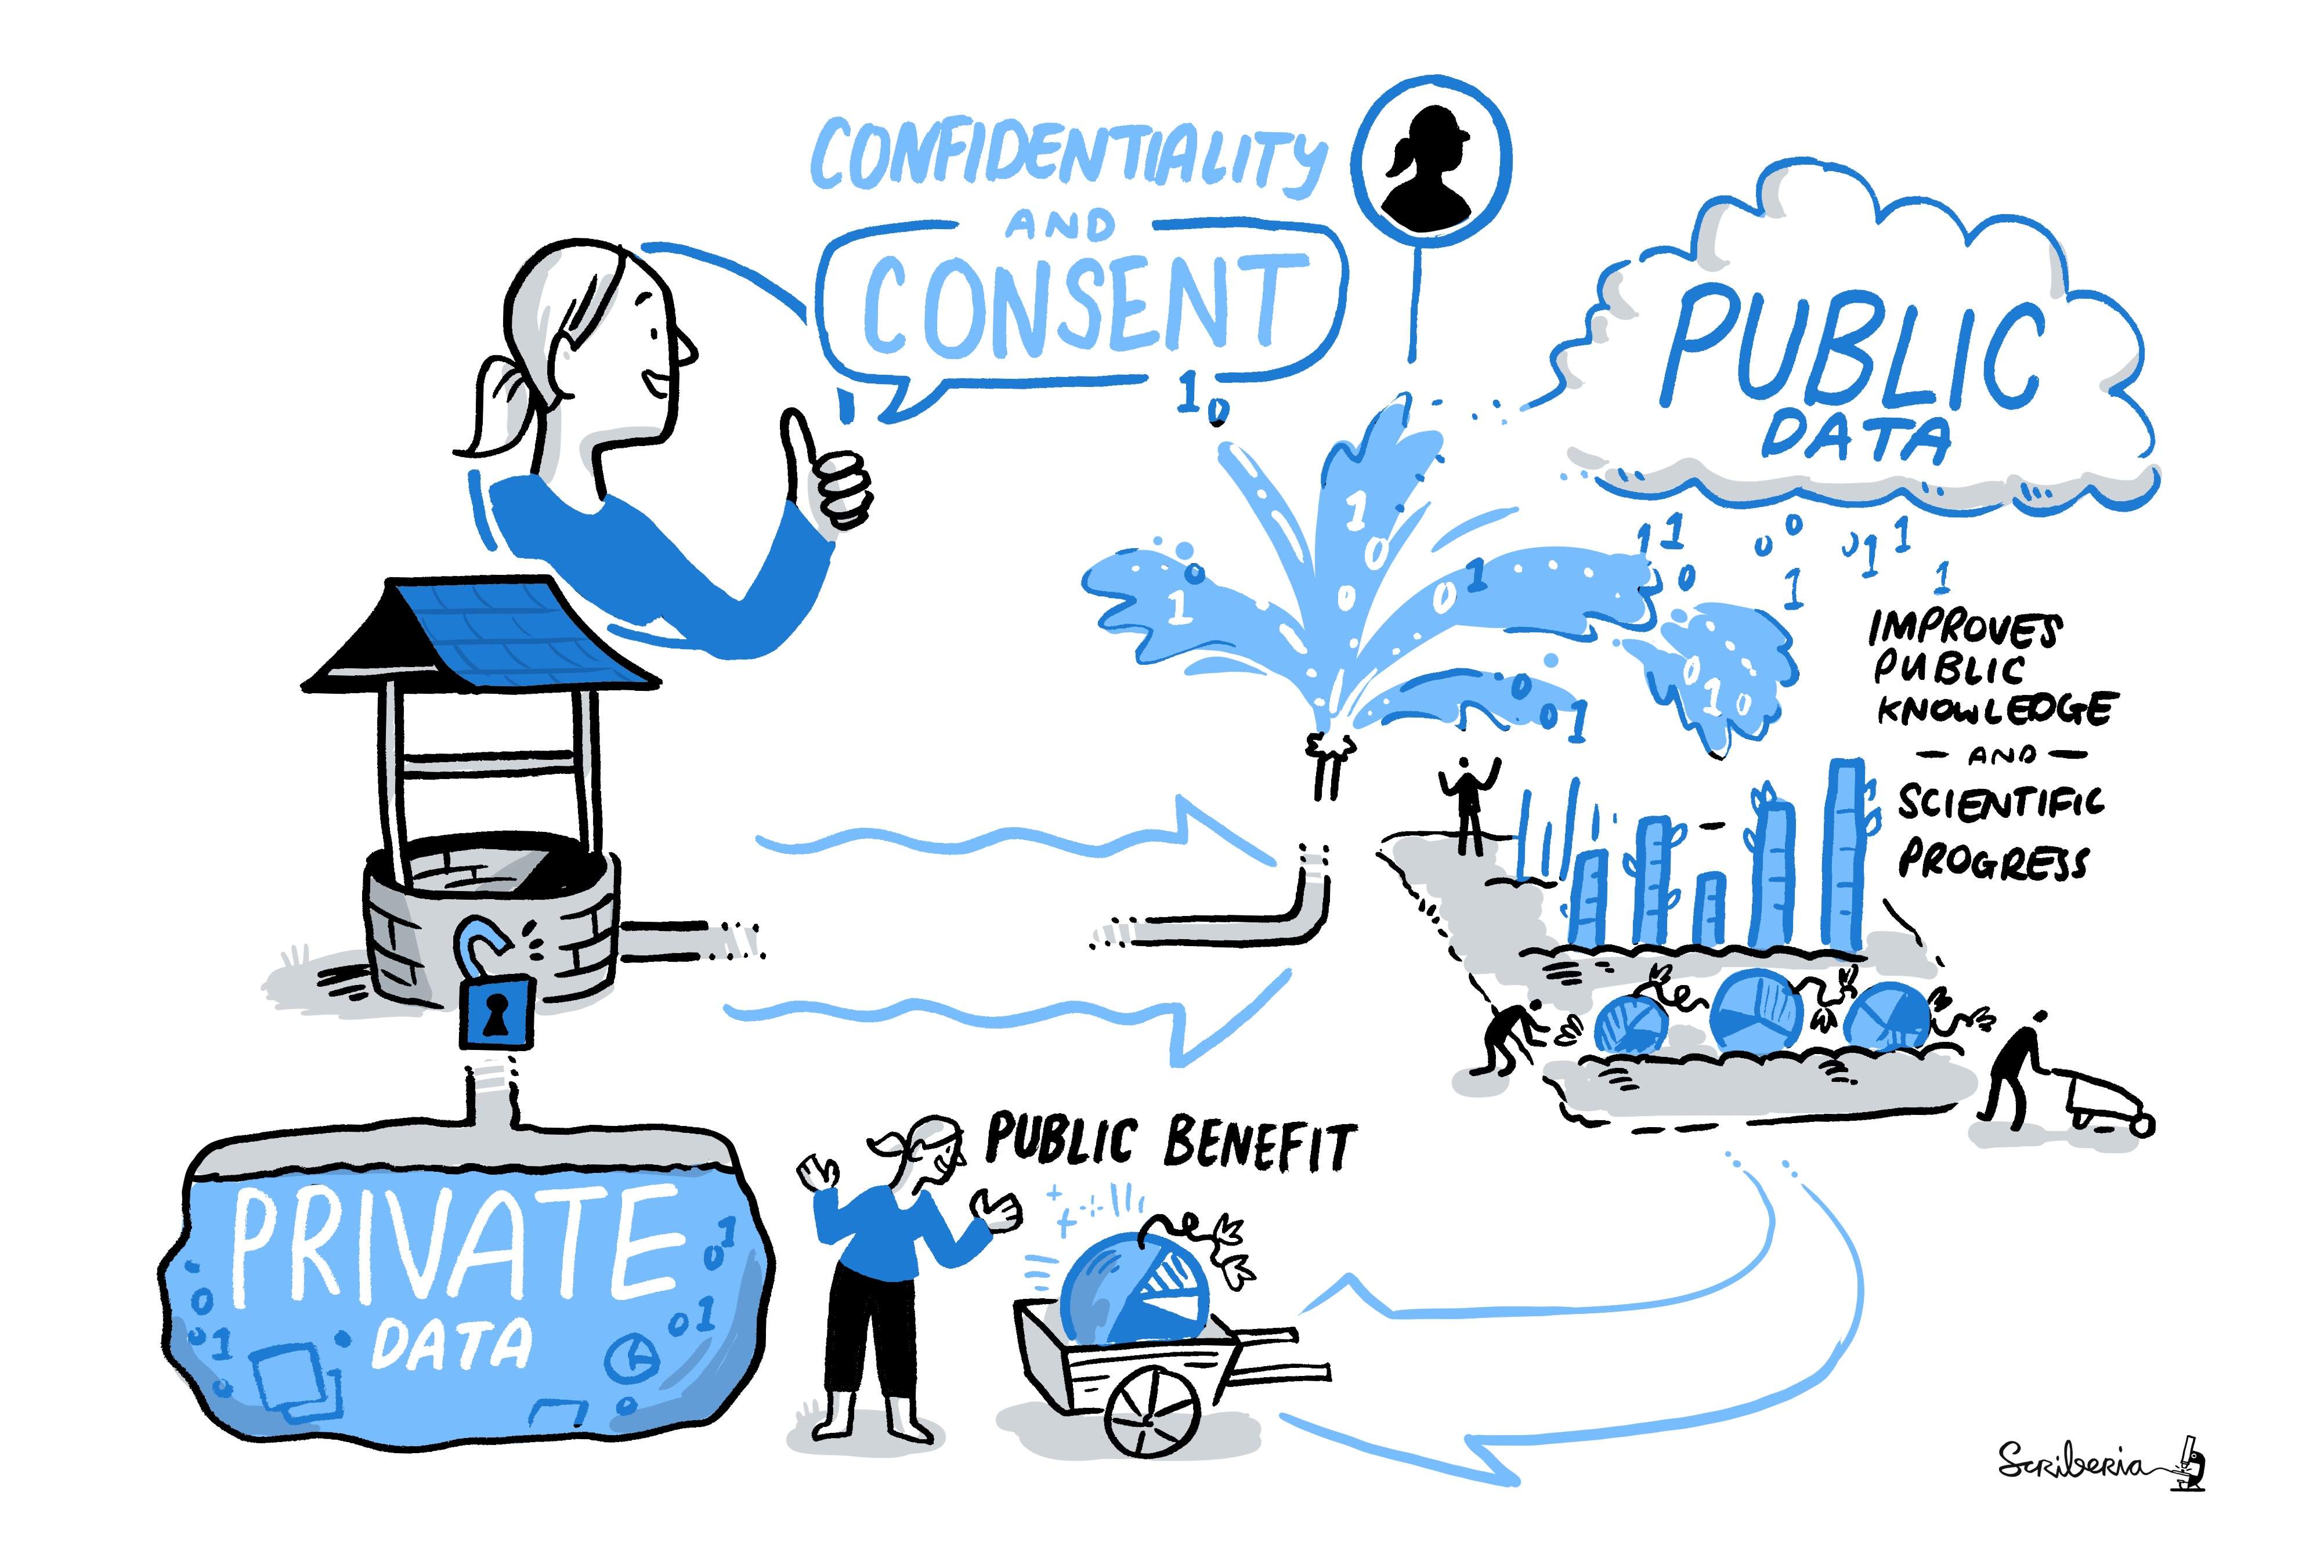 CONFIDENTIALITY
AND
CONSENT
PUBLIC
DATA
IMPROVES
PUBLIC
KNOWLEDGE
AND
SCIENTIFIC
PROGRESS
PUBLIC BENEFIT
PRIVATE
DATA
Scriberia